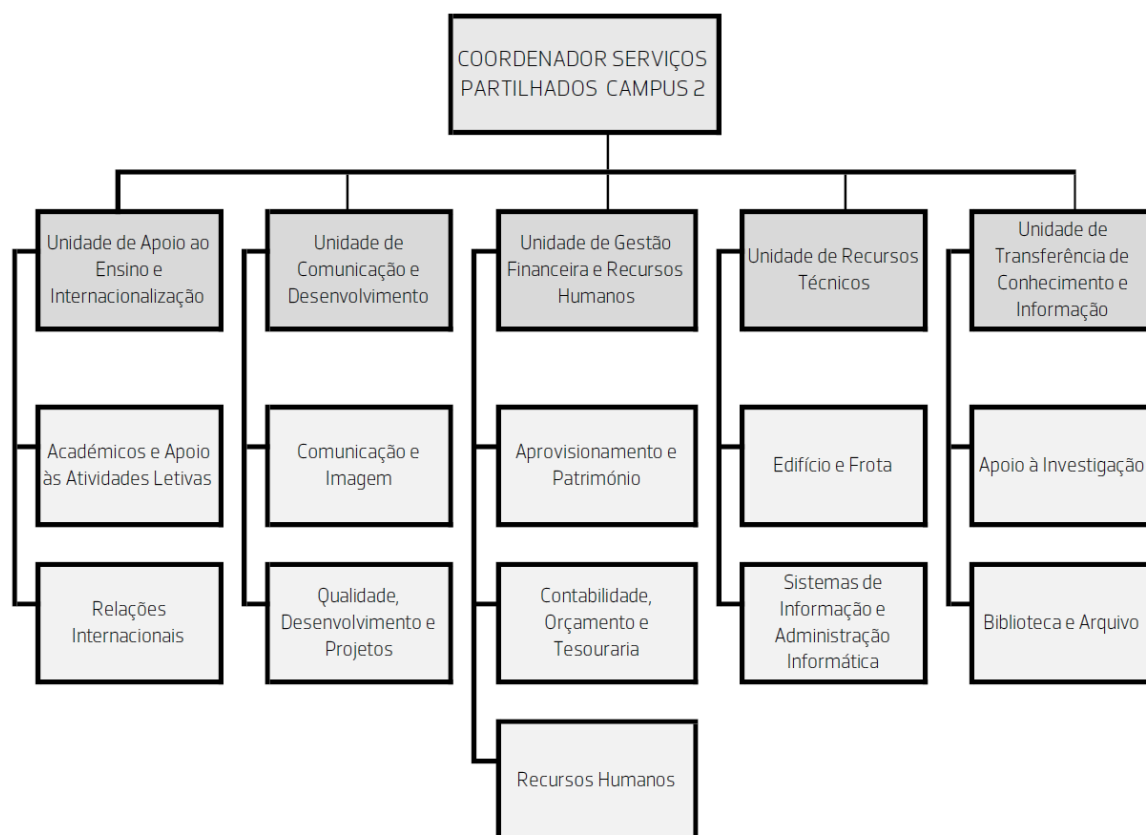 COORDENADOR SERVIÇOS
PARTILHADOS CAMPUS 2
Unidade de Apoio ao
Ensino e
Internacionalização
Unidade de
Comunicação e
Desenvolvimento
Unidade de Gestão
Financeira e Recursos
Humanos
Unidade de Recursos
Técnicos
Unidade de
Transferência de
Conhecimento e
Informação
Académicos e Apoio
às Atividades Letivas
Comunicação e
Imagem
Aprovisionamento e
Património
Edifício e Frota
Apoio à Investigação
Relações
Internacionais
Qualidade,
Desenvolvimento e
Projetos
Contabilidade,
Orçamento e
Tesouraria
Sistemas de
Informação e
Administração
Informática
Biblioteca e Arquivo
Recursos Humanos